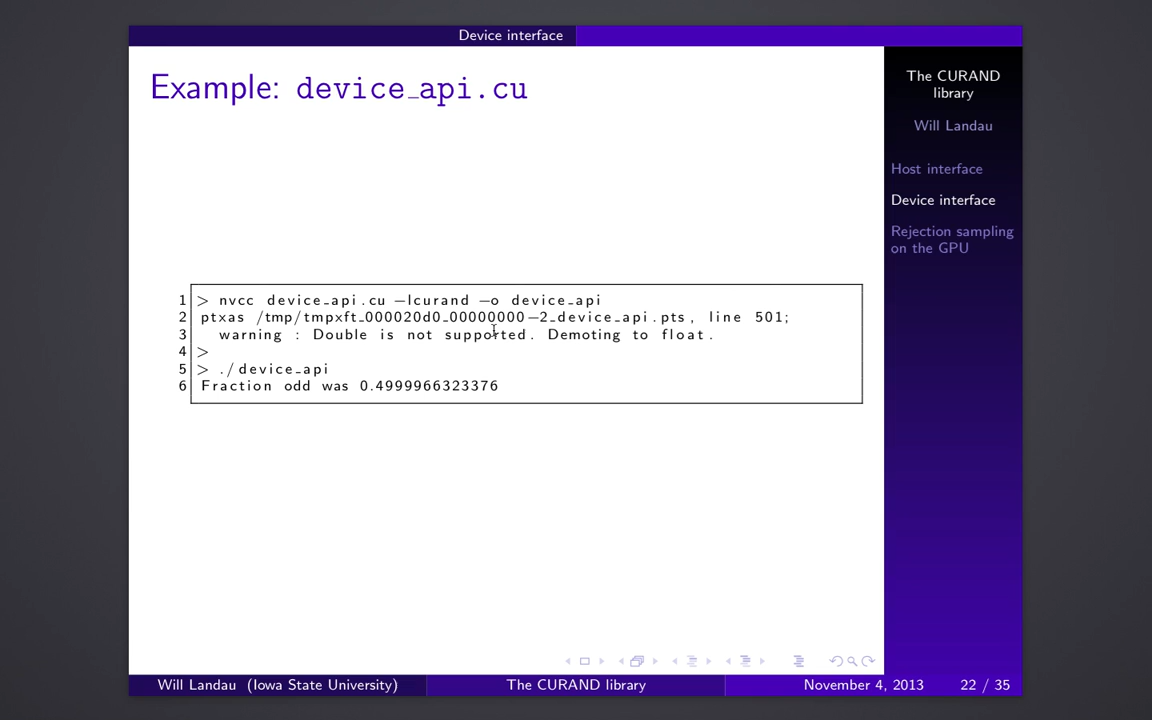 Device interface
Example: device_api.cu
The CURAND
library
Will Landau
Host interface
Device interface
Rejection sampling
on the GPU
1 > nvcc device_api.cu −lcurand −o device_api
2 ptxas /tmp/tmpxft_000020d0_00000000−2_device_api.pts, line 501;
3 warning : Double is not supported. Demoting to float.
4 >
5 > ./device_api
6 Fraction odd was 0.4999966323376
Will Landau (Iowa State University)
The CURAND library
November 4, 2013
22 / 35